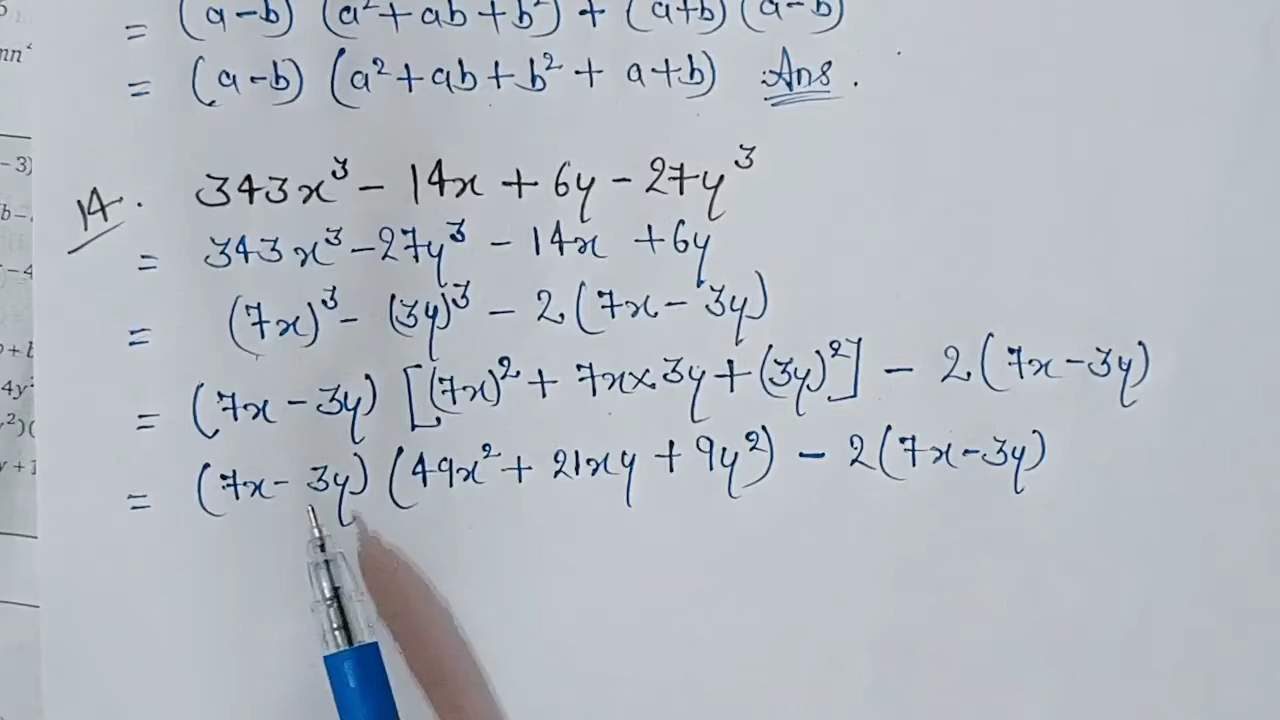 = (a-b) (a²+ab+b²) + (a+b) (a-b)
= (a-b) (a²+ab+b² + a+b) Ans.
14. 343x³ - 14x + 6y - 27y³
= 343x³ - 27y³ - 14x + 6y
= (7x)³ - (3y)³ - 2(7x - 3y)
= (7x - 3y) [(7x)² + 7x × 3y + (3y)²] - 2(7x - 3y)
= (7x - 3y) (49x² + 21xy + 9y²) - 2(7x - 3y)